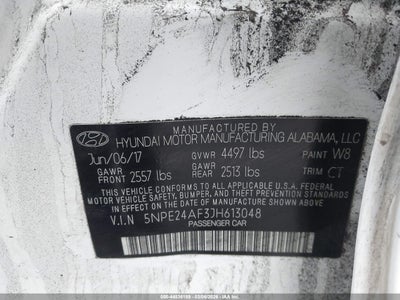 HYUNDAI MOTOR MANUFACTURING ALABAMA, LLC
Jun/06/17 GVWR 4497 lbs PAINT W8
GAWR FRONT 2557 lbs GAWR REAR 2513 lbs TRIM CT
THIS VEHICLE CONFORMS TO ALL APPLICABLE U.S.A. FEDERAL MOTOR
VEHICLE SAFETY, BUMPER, AND THEFT PREVENTION STANDARDS
IN EFFECT ON THE DATE OF MANUFACTURE SHOWN ABOVE.
V.I.N 5NPE24AF3JH613048
PASSENGER CAR